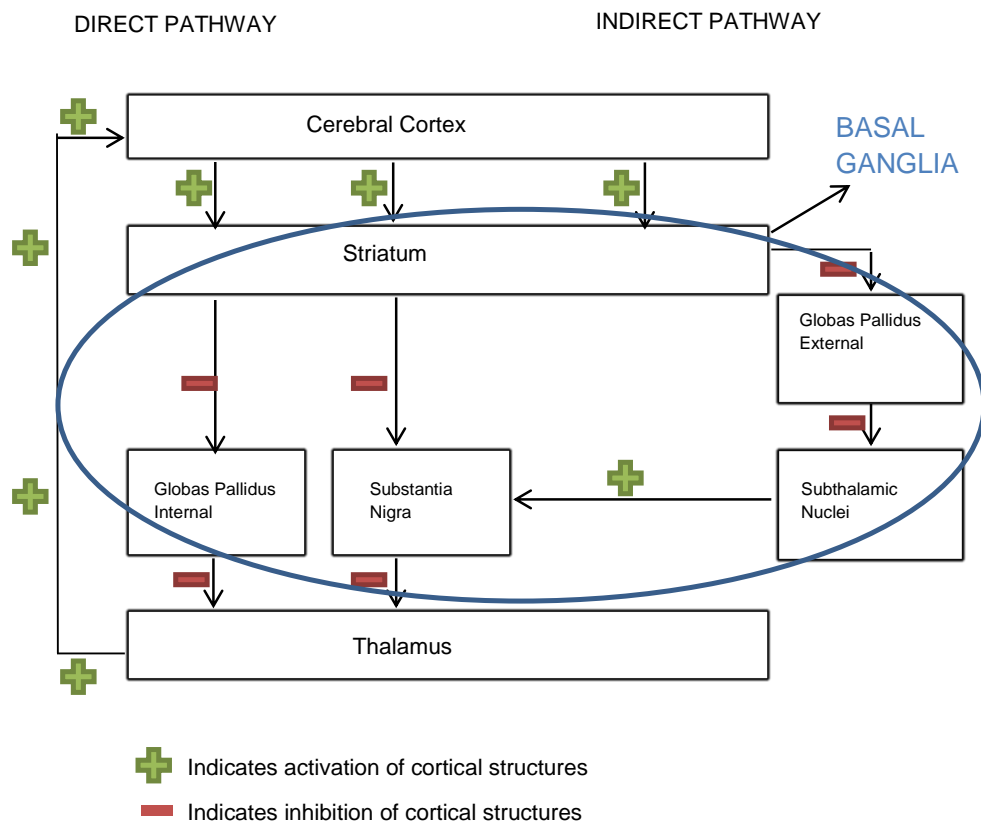 DIRECT PATHWAY
INDIRECT PATHWAY
Cerebral Cortex
BASAL
GANGLIA
Striatum
Globas Pallidus
External
Globas Pallidus
Internal
Substantia
Nigra
Subthalamic
Nuclei
Thalamus
Indicates activation of cortical structures
Indicates inhibition of cortical structures